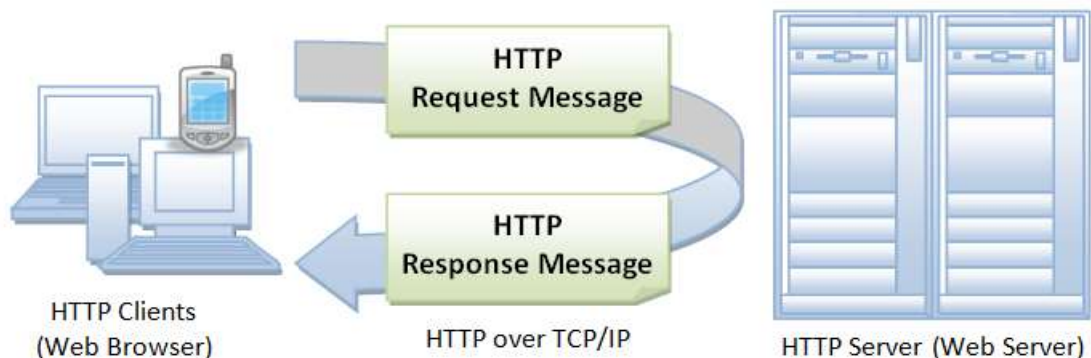 HTTP
Request Message
HTTP
Response Message
HTTP Clients
(Web Browser)
HTTP over TCP/IP
HTTP Server (Web Server)